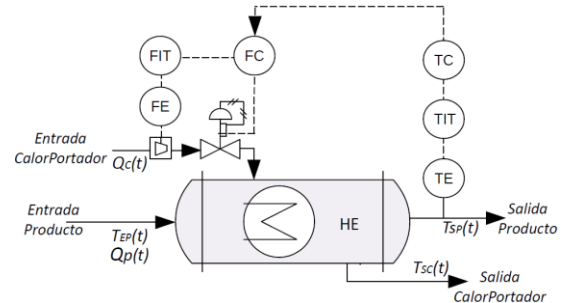 FIT
FC
TC
FE
TIT
Entrada
CalorPortador
Qc(t)
TE
Entrada
Producto
TEP(t)
Qp(t)
HE
TSP(t)
Salida
Producto
TSC(t)
Salida
CalorPortador